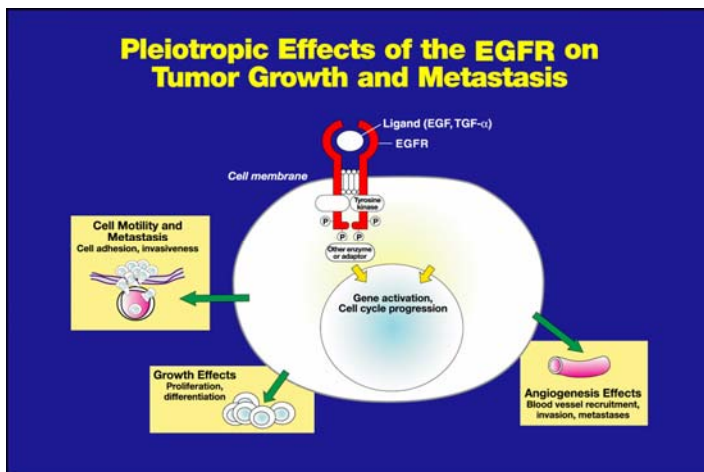 Pleiotropic Effects of the EGFR on
Tumor Growth and Metastasis
Ligand (EGF, TGF-α)
EGFR
Cell membrane
Tyrosine
kinase
P
P
P
P
Other enzyme
or adaptor
Cell Motility and
Metastasis
Cell adhesion, invasiveness
Gene activation,
Cell cycle progression
Growth Effects
Proliferation,
differentiation
Angiogenesis Effects
Blood vessel recruitment,
invasion, metastases